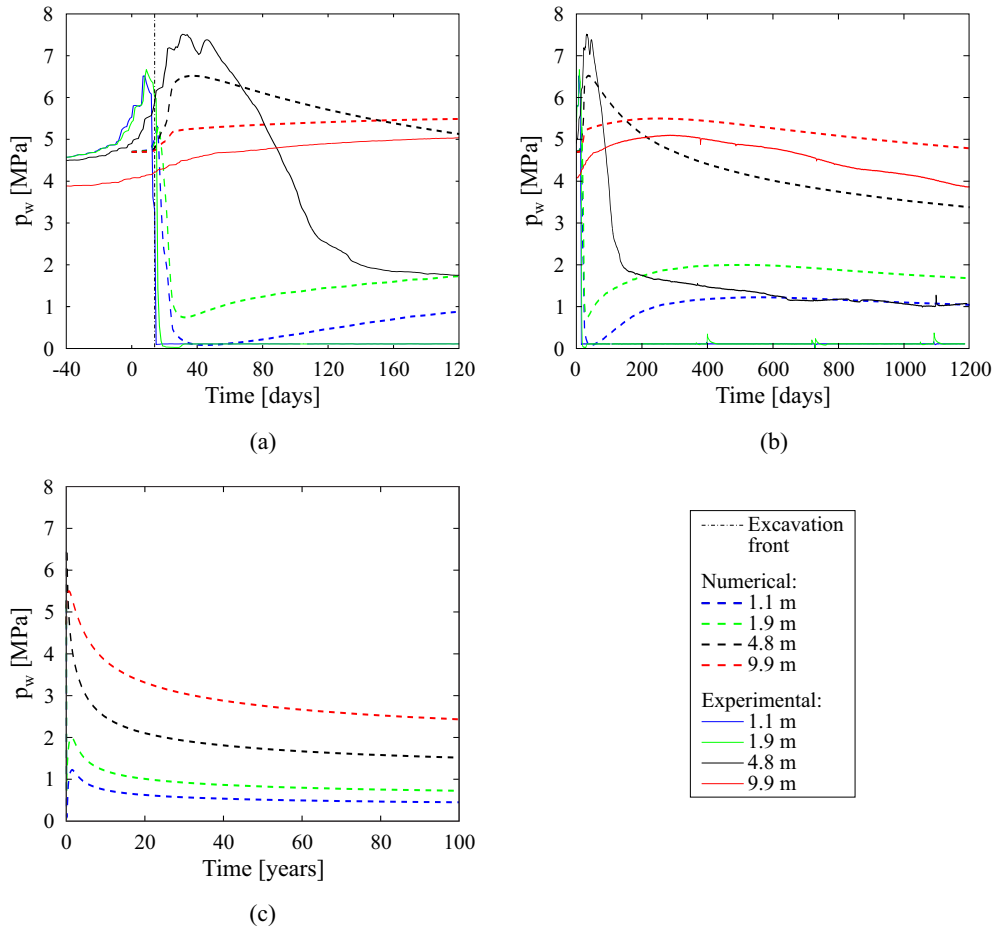 8
7
6
5
4
3
2
1
0
p_w [MPa]
-40 0 40 80 120 160 120
Time [days]
(a)
8
7
6
5
4
3
2
1
0
p_w [MPa]
0 200 400 600 800 1000 1200
Time [days]
(b)
8
7
6
5
4
3
2
1
0
p_w [MPa]
0 20 40 60 80 100
Time [years]
(c)
Excavation
front
Numerical:
1.1 m
1.9 m
4.8 m
9.9 m
Experimental:
1.1 m
1.9 m
4.8 m
9.9 m